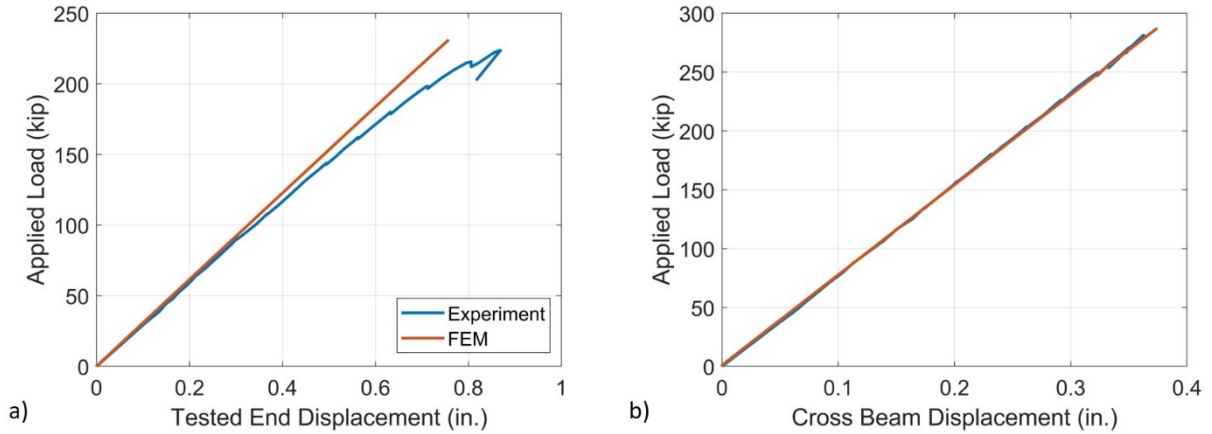 250
200
150
100
50
0
Applied Load (kip)
0 0.2 0.4 0.6 0.8 1
Tested End Displacement (in.)
Experiment
FEM
a)
300
250
200
150
100
50
0
Applied Load (kip)
0 0.1 0.2 0.3 0.4
Cross Beam Displacement (in.)
b)